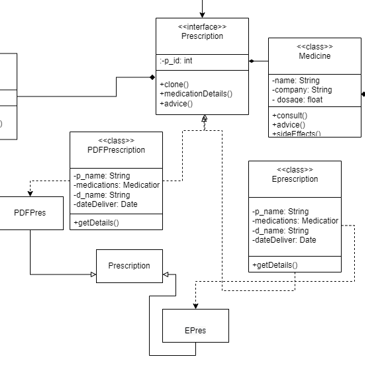 <<interface>>
Prescription
:-p_id: int
+clone()
+medicationDetails()
+advice()
<<class>>
Medicine
-name: String
-company: String
- dosage: float
+consult()
+advice()
+sideEffects()
)
<<class>>
PDFPrescription
-p_name: String
-medications: Medication
-d_name: String
-dateDeliver: Date
+getDetails()
<<class>>
Eprescription
-p_name: String
-medications: Medication
-d_name: String
-dateDeliver: Date
+getDetails()
PDFPres
Prescription
EPres